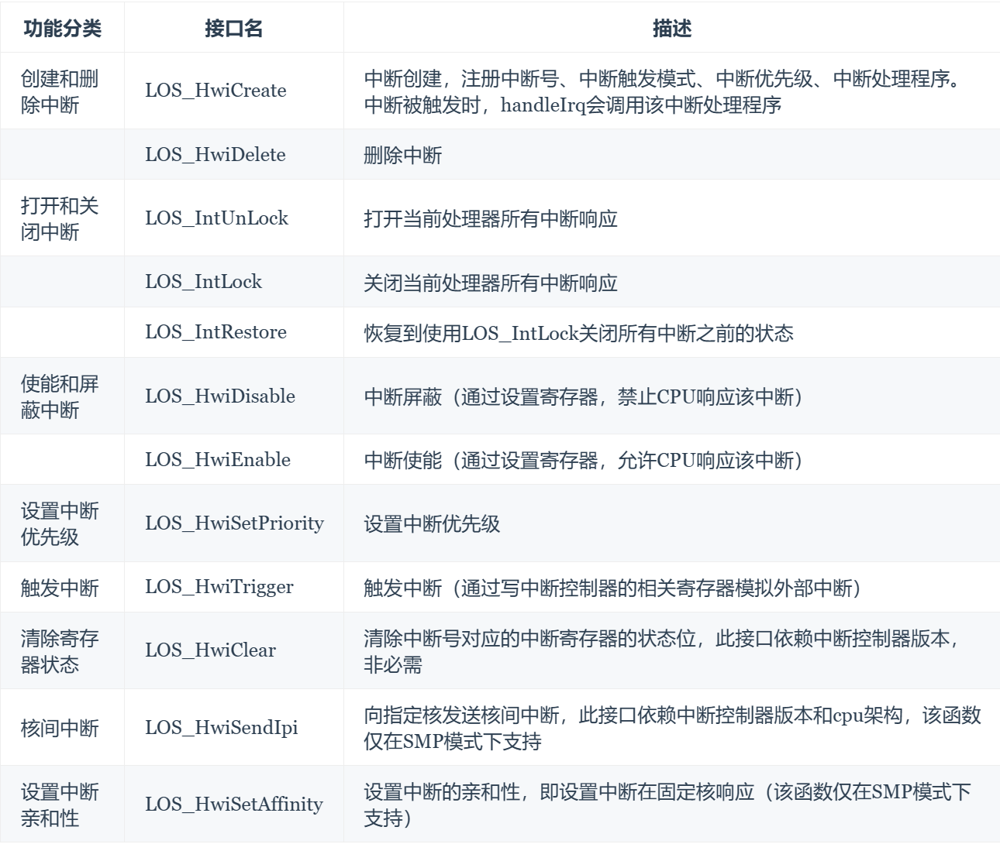 功能分类 接口名 描述
创建和删
除中断
LOS_HwiCreate
中断创建，注册中断号、中断触发模式、中断优先级、中断处理程序。
中断被触发时，handleIrq会调用该中断处理程序
LOS_HwiDelete 删除中断
打开和关
闭中断
LOS_IntUnLock 打开当前处理器所有中断响应
LOS_IntLock 关闭当前处理器所有中断响应
LOS_IntRestore 恢复到使用LOS_IntLock关闭所有中断之前的状态
使能和屏
蔽中断
LOS_HwiDisable 中断屏蔽（通过设置寄存器，禁止CPU响应该中断）
LOS_HwiEnable 中断使能（通过设置寄存器，允许CPU响应该中断）
设置中断
优先级
LOS_HwiSetPriority 设置中断优先级
触发中断 LOS_HwiTrigger 触发中断（通过写中断控制器的相关寄存器模拟外部中断）
清除寄存
器状态
LOS_HwiClear
清除中断号对应的中断寄存器的状态位，此接口依赖中断控制器版本，
非必需
核间中断 LOS_HwiSendIpi
向指定核发送核间中断，此接口依赖中断控制器版本和cpu架构，该函数
仅在SMP模式下支持
设置中断
亲和性
LOS_HwiSetAffinity
设置中断的亲和性，即设置中断在固定核响应（该函数仅在SMP模式下
支持）